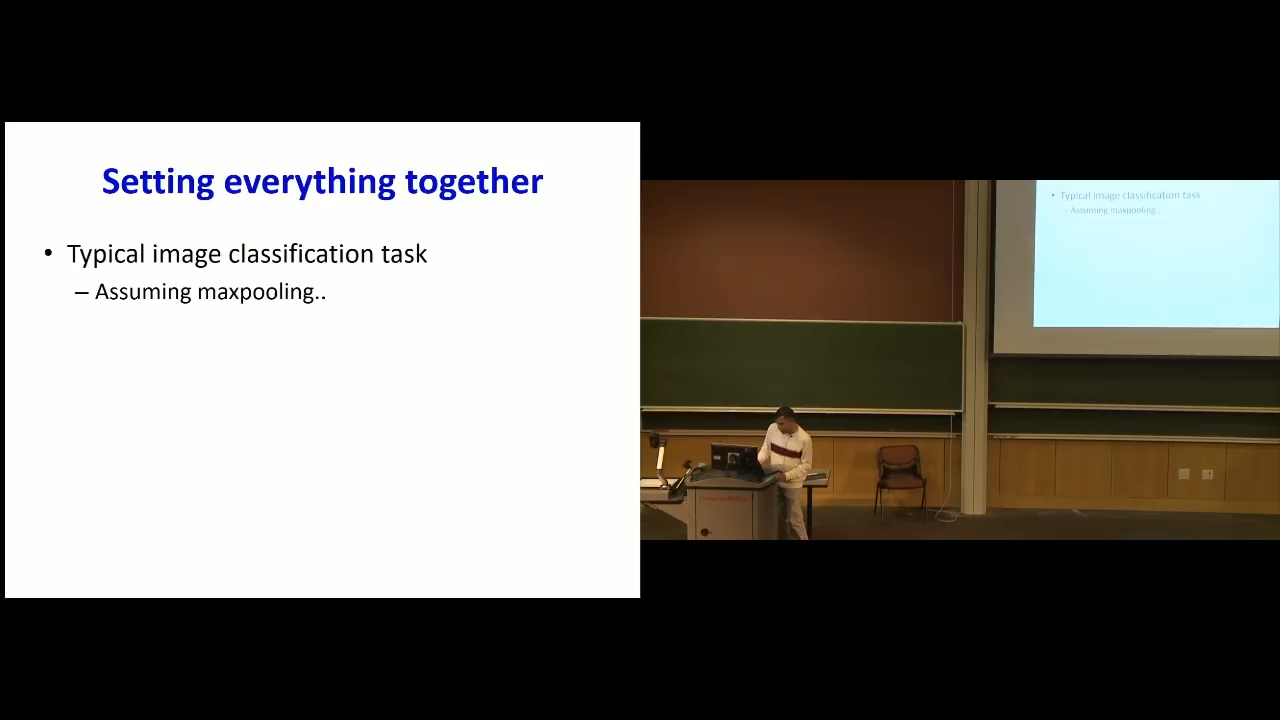 Setting everything together
• Typical image classification task
– Assuming maxpooling..
• Typical image classification task
– Assuming maxpooling..